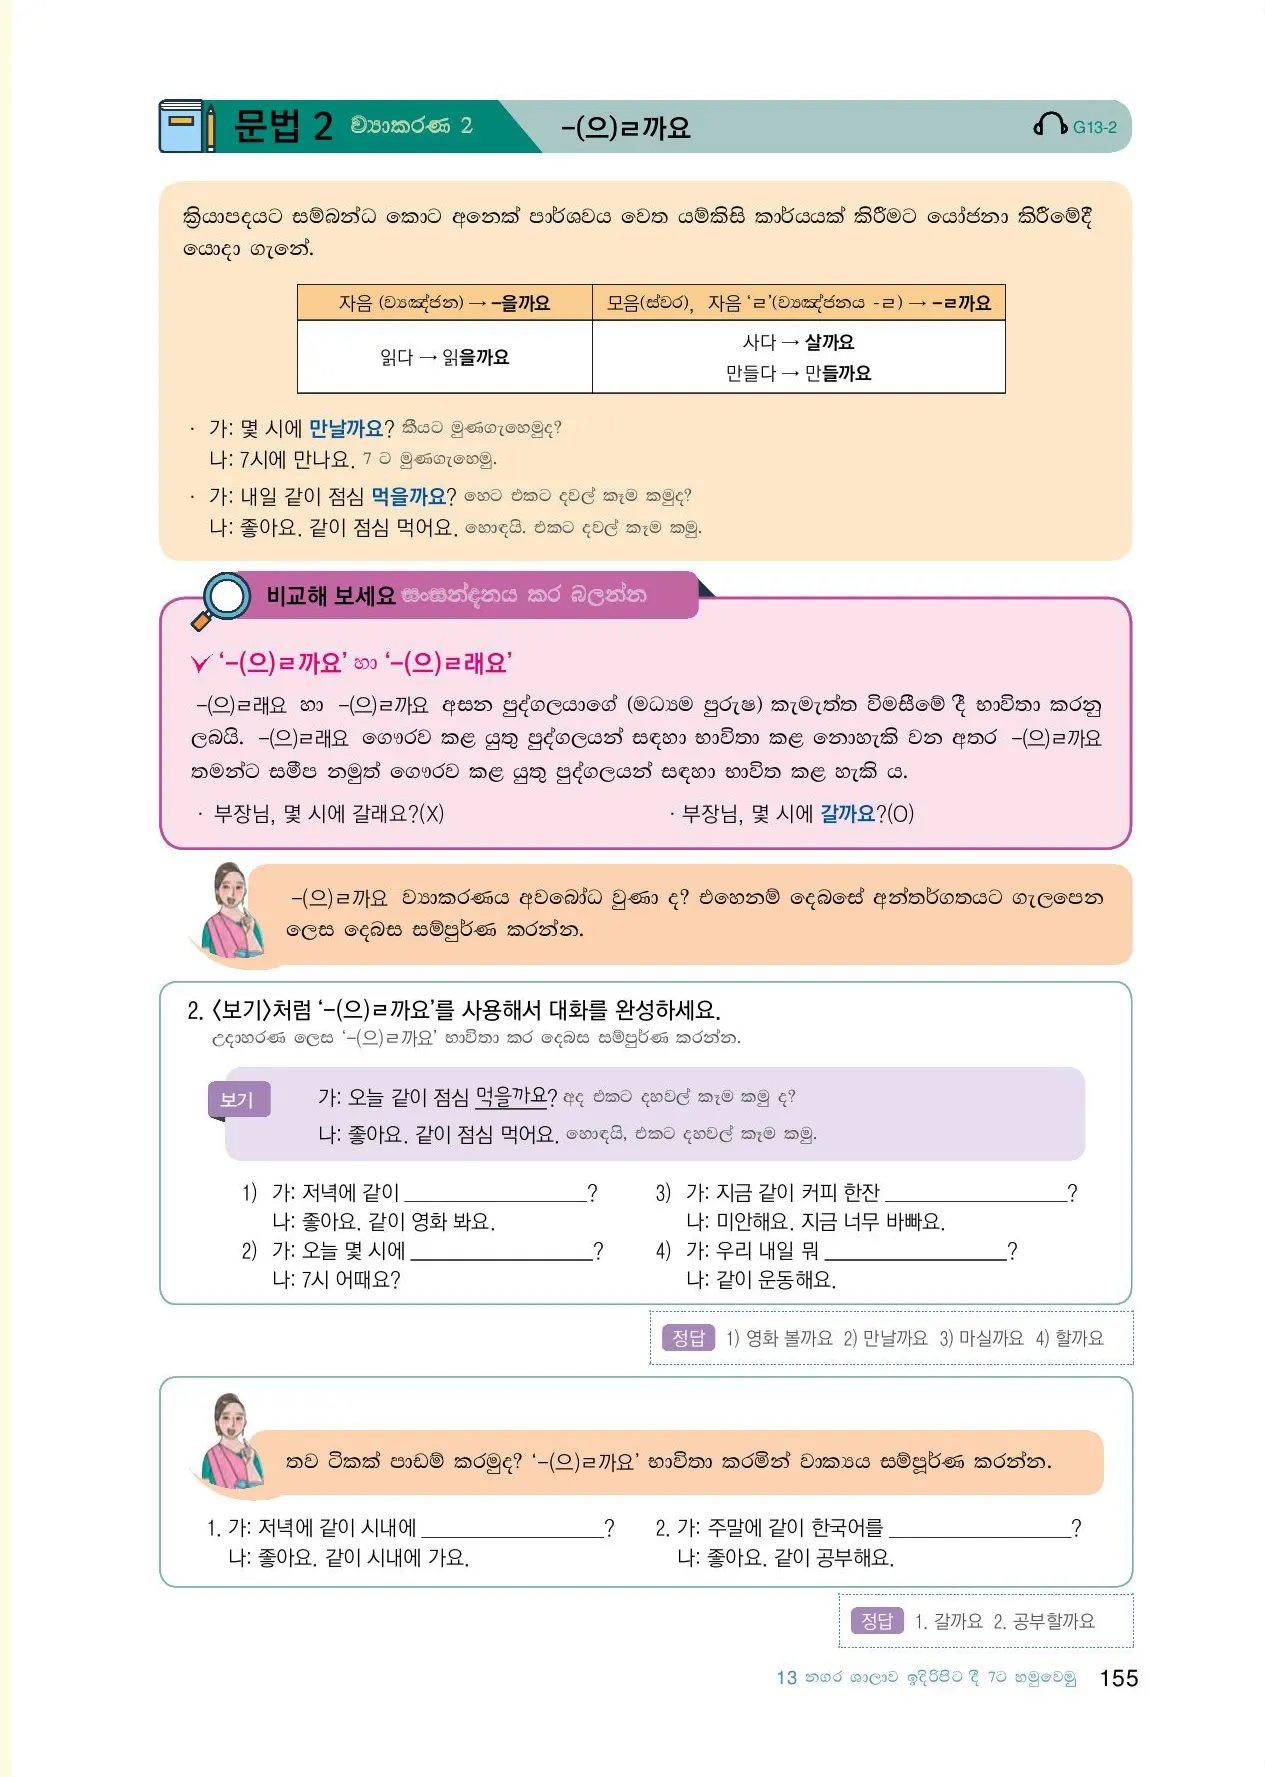 문법 2 ව්‍යාකරණ 2 -(으)ㄹ까요 G13-2
ක්‍රියාපදයට සම්බන්ධ කොට අනෙක් පාර්ශවය වෙත යම්කිසි කාර්යයක් කිරීමට යෝජනා කිරීමේදී
යොදා ගැනේ.
자음 (ව්‍යඤ්ජන) → -을까요
모음(ස්වර), 자음 ‘ㄹ’(ව්‍යඤ්ජනය -ㄹ) → -ㄹ까요
읽다 → 읽을까요
사다 → 살까요
만들다 → 만들까요
· 가: 몇 시에 만날까요? කීයට මුණගැහෙමුද?
나: 7시에 만나요. 7 ට මුණගැහෙමු.
· 가: 내일 같이 점심 먹을까요? හෙට එකට දවල් කෑම කමුද?
나: 좋아요. 같이 점심 먹어요. හොඳයි. එකට දවල් කෑම කමු.
비교해 보세요 සංසන්දනය කර බලන්න
‘-(으)ㄹ까요’ හා ‘-(으)ㄹ래요’
-(으)ㄹ래요 හා -(으)ㄹ까요 අසන පුද්ගලයාගේ (මධ්‍යම පුරුෂ) කැමැත්ත විමසීමේ දී භාවිතා කරනු
ලබයි. -(으)ㄹ래요 ගෞරව කළ යුතු පුද්ගලයන් සඳහා භාවිතා කළ නොහැකි වන අතර -(으)ㄹ까요
තමන්ට සමීප නමුත් ගෞරව කළ යුතු පුද්ගලයන් සඳහා භාවිත කළ හැකි ය.
· 부장님, 몇 시에 갈래요?(X) · 부장님, 몇 시에 갈까요?(O)
-(으)ㄹ까요 ව්‍යාකරණය අවබෝධ වුණා ද? එහෙනම් දෙබසේ අන්තර්ගතයට ගැලපෙන
ලෙස දෙබස සම්පුර්ණ කරන්න.
2. 〈보기〉처럼 ‘-(으)ㄹ까요’를 사용해서 대화를 완성하세요.
උදාහරණ ලෙස ‘-(으)ㄹ까요’ භාවිතා කර දෙබස සම්පුර්ණ කරන්න.
보기 가: 오늘 같이 점심 먹을까요? අද එකට දහවල් කෑම කමු ද?
나: 좋아요. 같이 점심 먹어요. හොඳයි, එකට දහවල් කෑම කමු.
1) 가: 저녁에 같이 ____________?
나: 좋아요. 같이 영화 봐요.
2) 가: 오늘 몇 시에 ____________?
나: 7시 어때요?
3) 가: 지금 같이 커피 한잔 ____________?
나: 미안해요. 지금 너무 바빠요.
4) 가: 우리 내일 뭐 ____________?
나: 같이 운동해요.
정답 1) 영화 볼까요 2) 만날까요 3) 마실까요 4) 할까요
තව ටිකක් පාඩම් කරමුද? ‘-(으)ㄹ까요’ භාවිතා කරමින් වාක්‍යය සම්පූර්ණ කරන්න.
1. 가: 저녁에 같이 시내에 ____________?
나: 좋아요. 같이 시내에 가요.
2. 가: 주말에 같이 한국어를 ____________?
나: 좋아요. 같이 공부해요.
정답 1. 갈까요 2. 공부할까요
13 නගර ශාලාව ඉදිරිපිට දී 7ට හමුවෙමු 155